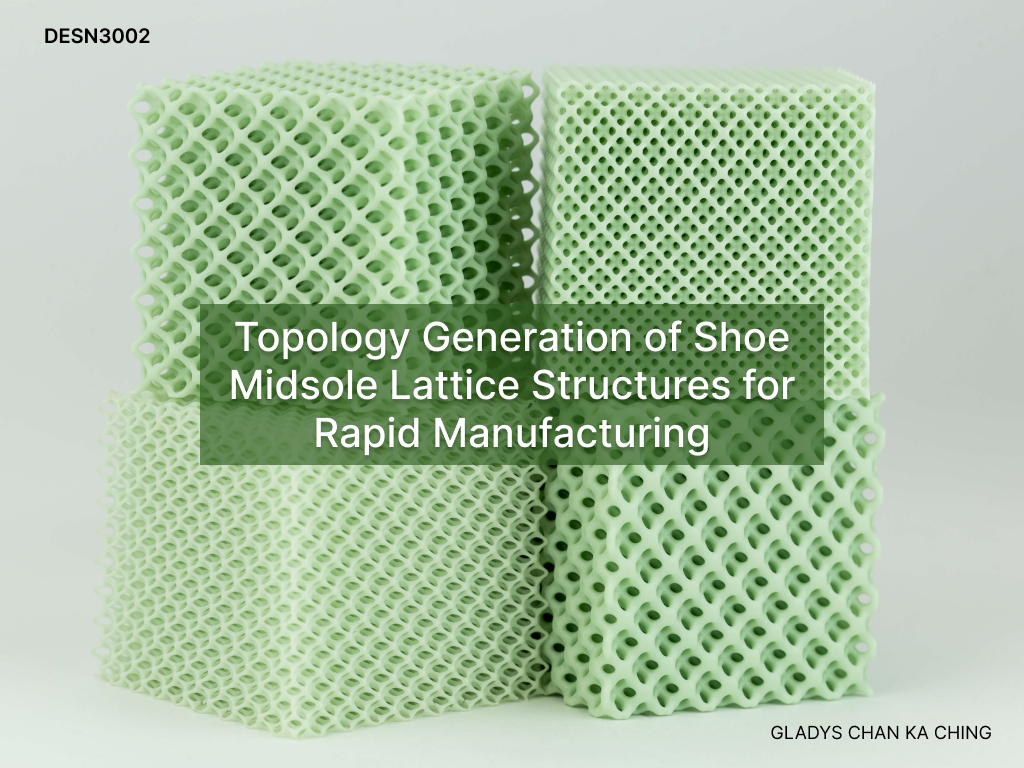 DESN3002
Topology Generation of Shoe
Midsole Lattice Structures for
Rapid Manufacturing
GLADYS CHAN KA CHING